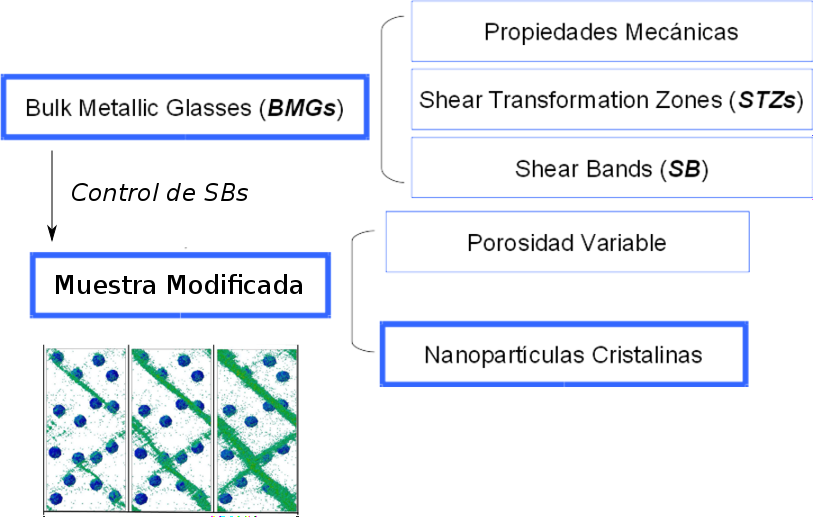 Propiedades Mecánicas
Bulk Metallic Glasses (BMGs)
Shear Transformation Zones (STZs)
Shear Bands (SB)
Control de SBs
Porosidad Variable
Muestra Modificada
Nanopartículas Cristalinas